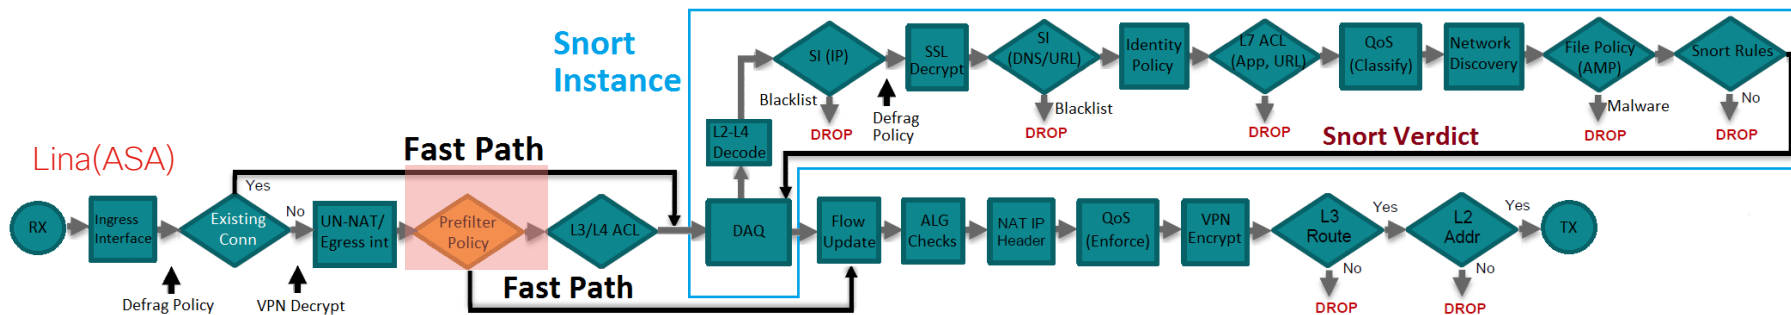 Snort
Instance
SI (IP)
Blacklist
DROP
Defrag
Policy
SSL
Decrypt
SI
(DNS/URL)
Blacklist
DROP
Identity
Policy
L7 ACL
(App, URL)
DROP
QoS
(Classify)
Network
Discovery
File Policy
(AMP)
Malware
DROP
Snort Rules
No
DROP
Snort Verdict
L2-L4
Decode
Lina(ASA)
Fast Path
RX
Ingress
Interface
Defrag Policy
Existing
Conn
Yes
No
VPN Decrypt
UN-NAT/
Egress int
Prefilter
Policy
Fast Path
L3/L4 ACL
DAQ
Flow
Update
ALG
Checks
NAT IP
Header
QoS
(Enforce)
VPN
Encrypt
L3
Route
Yes
No
DROP
L2
Addr
Yes
No
DROP
TX